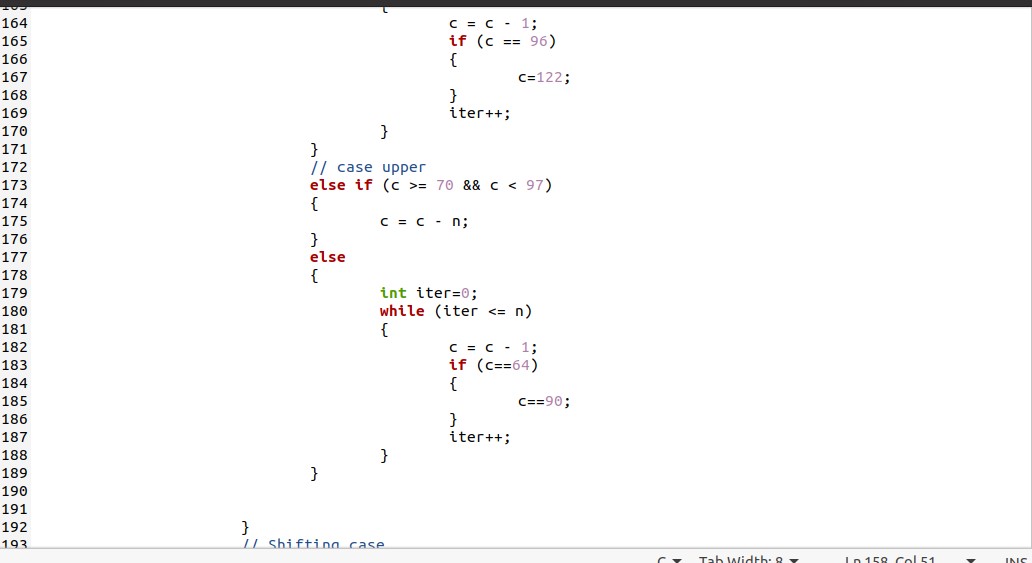 163 {
164 c = c - 1;
165 if (c == 96)
166 {
167 c=122;
168 }
169 iter++;
170 }
171 }
172 // case upper
173 else if (c >= 70 && c < 97)
174 {
175 c = c - n;
176 }
177 else
178 {
179 int iter=0;
180 while (iter <= n)
181 {
182 c = c - 1;
183 if (c==64)
184 {
185 c==90;
186 }
187 iter++;
188 }
189 }
190
191
192 }
193 // Shifting case
C Tab Width: 8 Ln 158, Col 51 INS